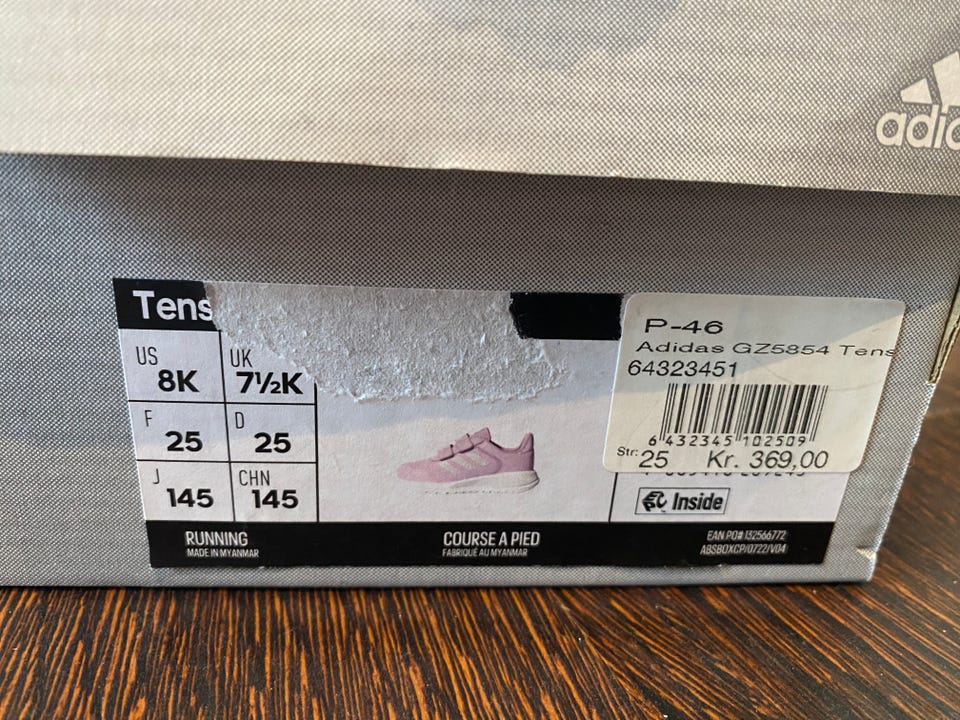 adid
Tens
US
8K
UK
7½K
F
25
D
25
J
145
CHN
145
P-46
Adidas GZ5854 Tens
64323451
6 432345 102509
Str: 25 Kr. 369,00
Inside
RUNNING
MADE IN MYANMAR
COURSE A PIED
FABRIQUÉ AU MYANMAR
EAN PO# 132566772
ABSBOXCP/0722/V04